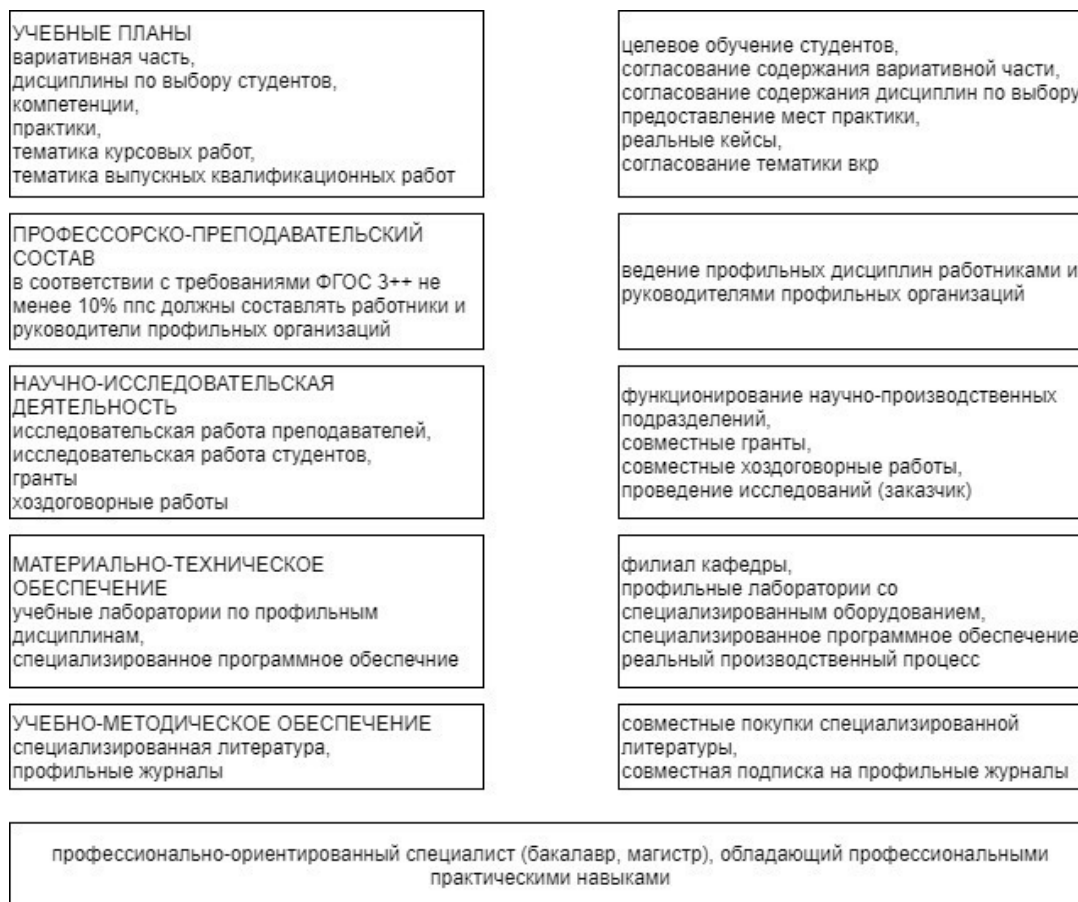 УЧЕБНЫЕ ПЛАНЫ
вариативная часть,
дисциплины по выбору студентов,
компетенции,
практики,
тематика курсовых работ,
тематика выпускных квалификационных работ
целевое обучение студентов,
согласование содержания вариативной части,
согласование содержания дисциплин по выбору
предоставление мест практики,
реальные кейсы,
согласование тематики вкр
ПРОФЕССОРСКО-ПРЕПОДАВАТЕЛЬСКИЙ
СОСТАВ
в соответствии с требованиями ФГОС 3++ не
менее 10% ппс должны составлять работники и
руководители профильных организаций
ведение профильных дисциплин работниками и
руководителями профильных организаций
НАУЧНО-ИССЛЕДОВАТЕЛЬСКАЯ
ДЕЯТЕЛЬНОСТЬ
исследовательская работа преподавателей,
исследовательская работа студентов,
гранты
хоздоговорные работы
функционирование научно-производственных
подразделений,
совместные гранты,
совместные хоздоговорные работы,
проведение исследований (заказчик)
МАТЕРИАЛЬНО-ТЕХНИЧЕСКОЕ
ОБЕСПЕЧЕНИЕ
учебные лаборатории по профильным
дисциплинам,
специализированное программное обеспечние
филиал кафедры,
профильные лаборатории со
специализированным оборудованием,
специализированное программное обеспечение
реальный производственный процесс
УЧЕБНО-МЕТОДИЧЕСКОЕ ОБЕСПЕЧЕНИЕ
специализированная литература,
профильные журналы
совместные покупки специализированной
литературы,
совместная подписка на профильные журналы
профессионально-ориентированный специалист (бакалавр, магистр), обладающий профессиональными
практическими навыками